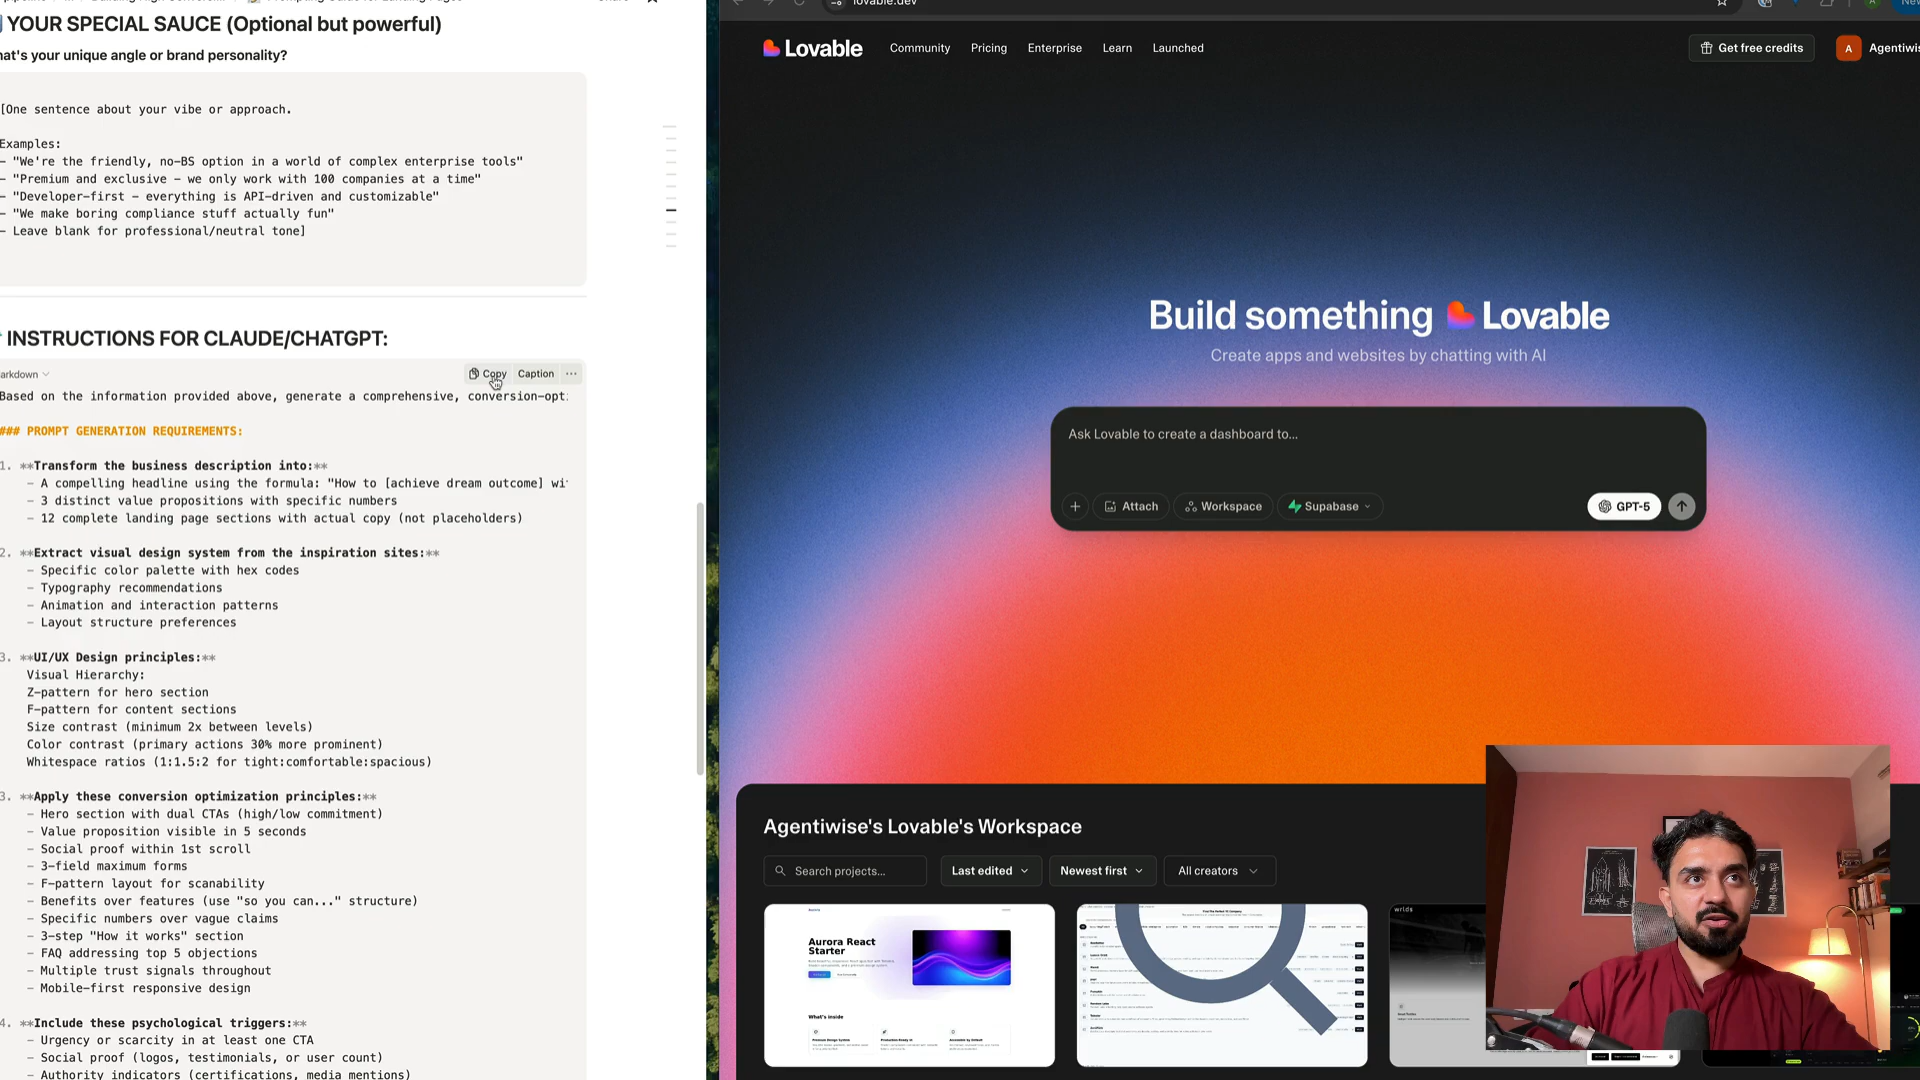 YOUR SPECIAL SAUCE (Optional but powerful)
hat's your unique angle or brand personality?
[One sentence about your vibe or approach.
Examples:
- "We're the friendly, no-BS option in a world of complex enterprise tools"
- "Premium and exclusive - we only work with 100 companies at a time"
- "Developer-first - everything is API-driven and customizable"
- "We make boring compliance stuff actually fun"
- Leave blank for professional/neutral tone]
INSTRUCTIONS FOR CLAUDE/CHATGPT:
arkdown
Copy
Caption
Based on the information provided above, generate a comprehensive, conversion-opt
### PROMPT GENERATION REQUIREMENTS:
1. **Transform the business description into:**
- A compelling headline using the formula: "How to [achieve dream outcome] wi
- 3 distinct value propositions with specific numbers
- 12 complete landing page sections with actual copy (not placeholders)
2. **Extract visual design system from the inspiration sites:**
- Specific color palette with hex codes
- Typography recommendations
- Animation and interaction patterns
- Layout structure preferences
3. **UI/UX Design principles:**
Visual Hierarchy:
Z-pattern for hero section
F-pattern for content sections
Size contrast (minimum 2x between levels)
Color contrast (primary actions 30% more prominent)
Whitespace ratios (1:1.5:2 for tight:comfortable:spacious)
3. **Apply these conversion optimization principles:**
- Hero section with dual CTAs (high/low commitment)
- Value proposition visible in 5 seconds
- Social proof within 1st scroll
- 3-field maximum forms
- F-pattern layout for scanability
- Benefits over features (use "so you can..." structure)
- Specific numbers over vague claims
- 3-step "How it works" section
- FAQ addressing top 5 objections
- Multiple trust signals throughout
- Mobile-first responsive design
4. **Include these psychological triggers:**
- Urgency or scarcity in at least one CTA
- Social proof (logos, testimonials, or user count)
- Authority indicators (certifications, media mentions)
lovable.dev
New
Lovable
Community
Pricing
Enterprise
Learn
Launched
Get free credits
A
Agentiwis
Build something Lovable
Create apps and websites by chatting with AI
Ask Lovable to create a dashboard to...
+
Attach
Workspace
Supabase
GPT-5
Agentiwise's Lovable's Workspace
Search projects...
Last edited
Newest first
All creators
Aurora React
Starter
What's inside
wrlds